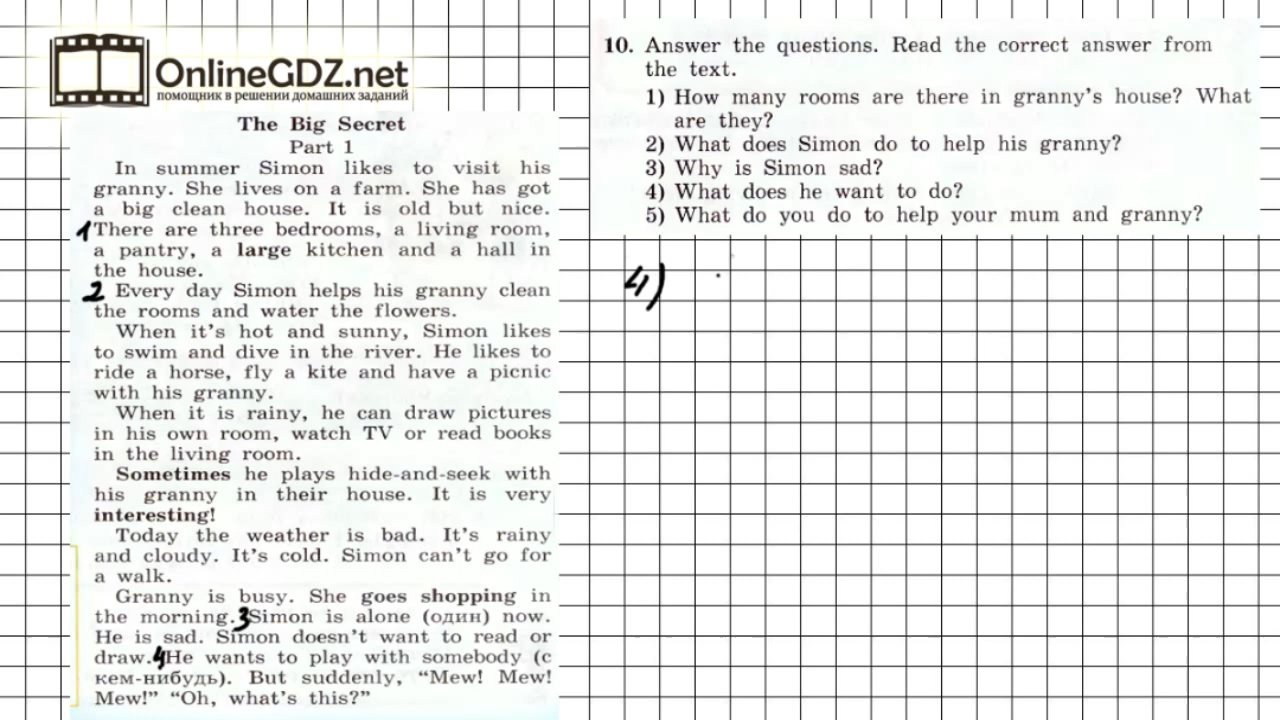 OnlineGDZ.net
помощник в решении домашних заданий
The Big Secret
Part 1
In summer Simon likes to visit his
granny. She lives on a farm. She has got
a big clean house. It is old but nice.
1 There are three bedrooms, a living room,
a pantry, a large kitchen and a hall in
the house.
2 Every day Simon helps his granny clean
the rooms and water the flowers.
When it's hot and sunny, Simon likes
to swim and dive in the river. He likes to
ride a horse, fly a kite and have a picnic
with his granny.
When it is rainy, he can draw pictures
in his own room, watch TV or read books
in the living room.
Sometimes he plays hide-and-seek with
his granny in their house. It is very
interesting!
Today the weather is bad. It's rainy
and cloudy. It's cold. Simon can't go for
a walk.
Granny is busy. She goes shopping in
the morning. 3 Simon is alone (один) now.
He is sad. Simon doesn't want to read or
draw. 4 He wants to play with somebody (с
кем-нибудь). But suddenly, “Mew! Mew!
Mew!” “Oh, what's this?”
10. Answer the questions. Read the correct answer from
the text.
1) How many rooms are there in granny's house? What
are they?
2) What does Simon do to help his granny?
3) Why is Simon sad?
4) What does he want to do?
5) What do you do to help your mum and granny?
4)